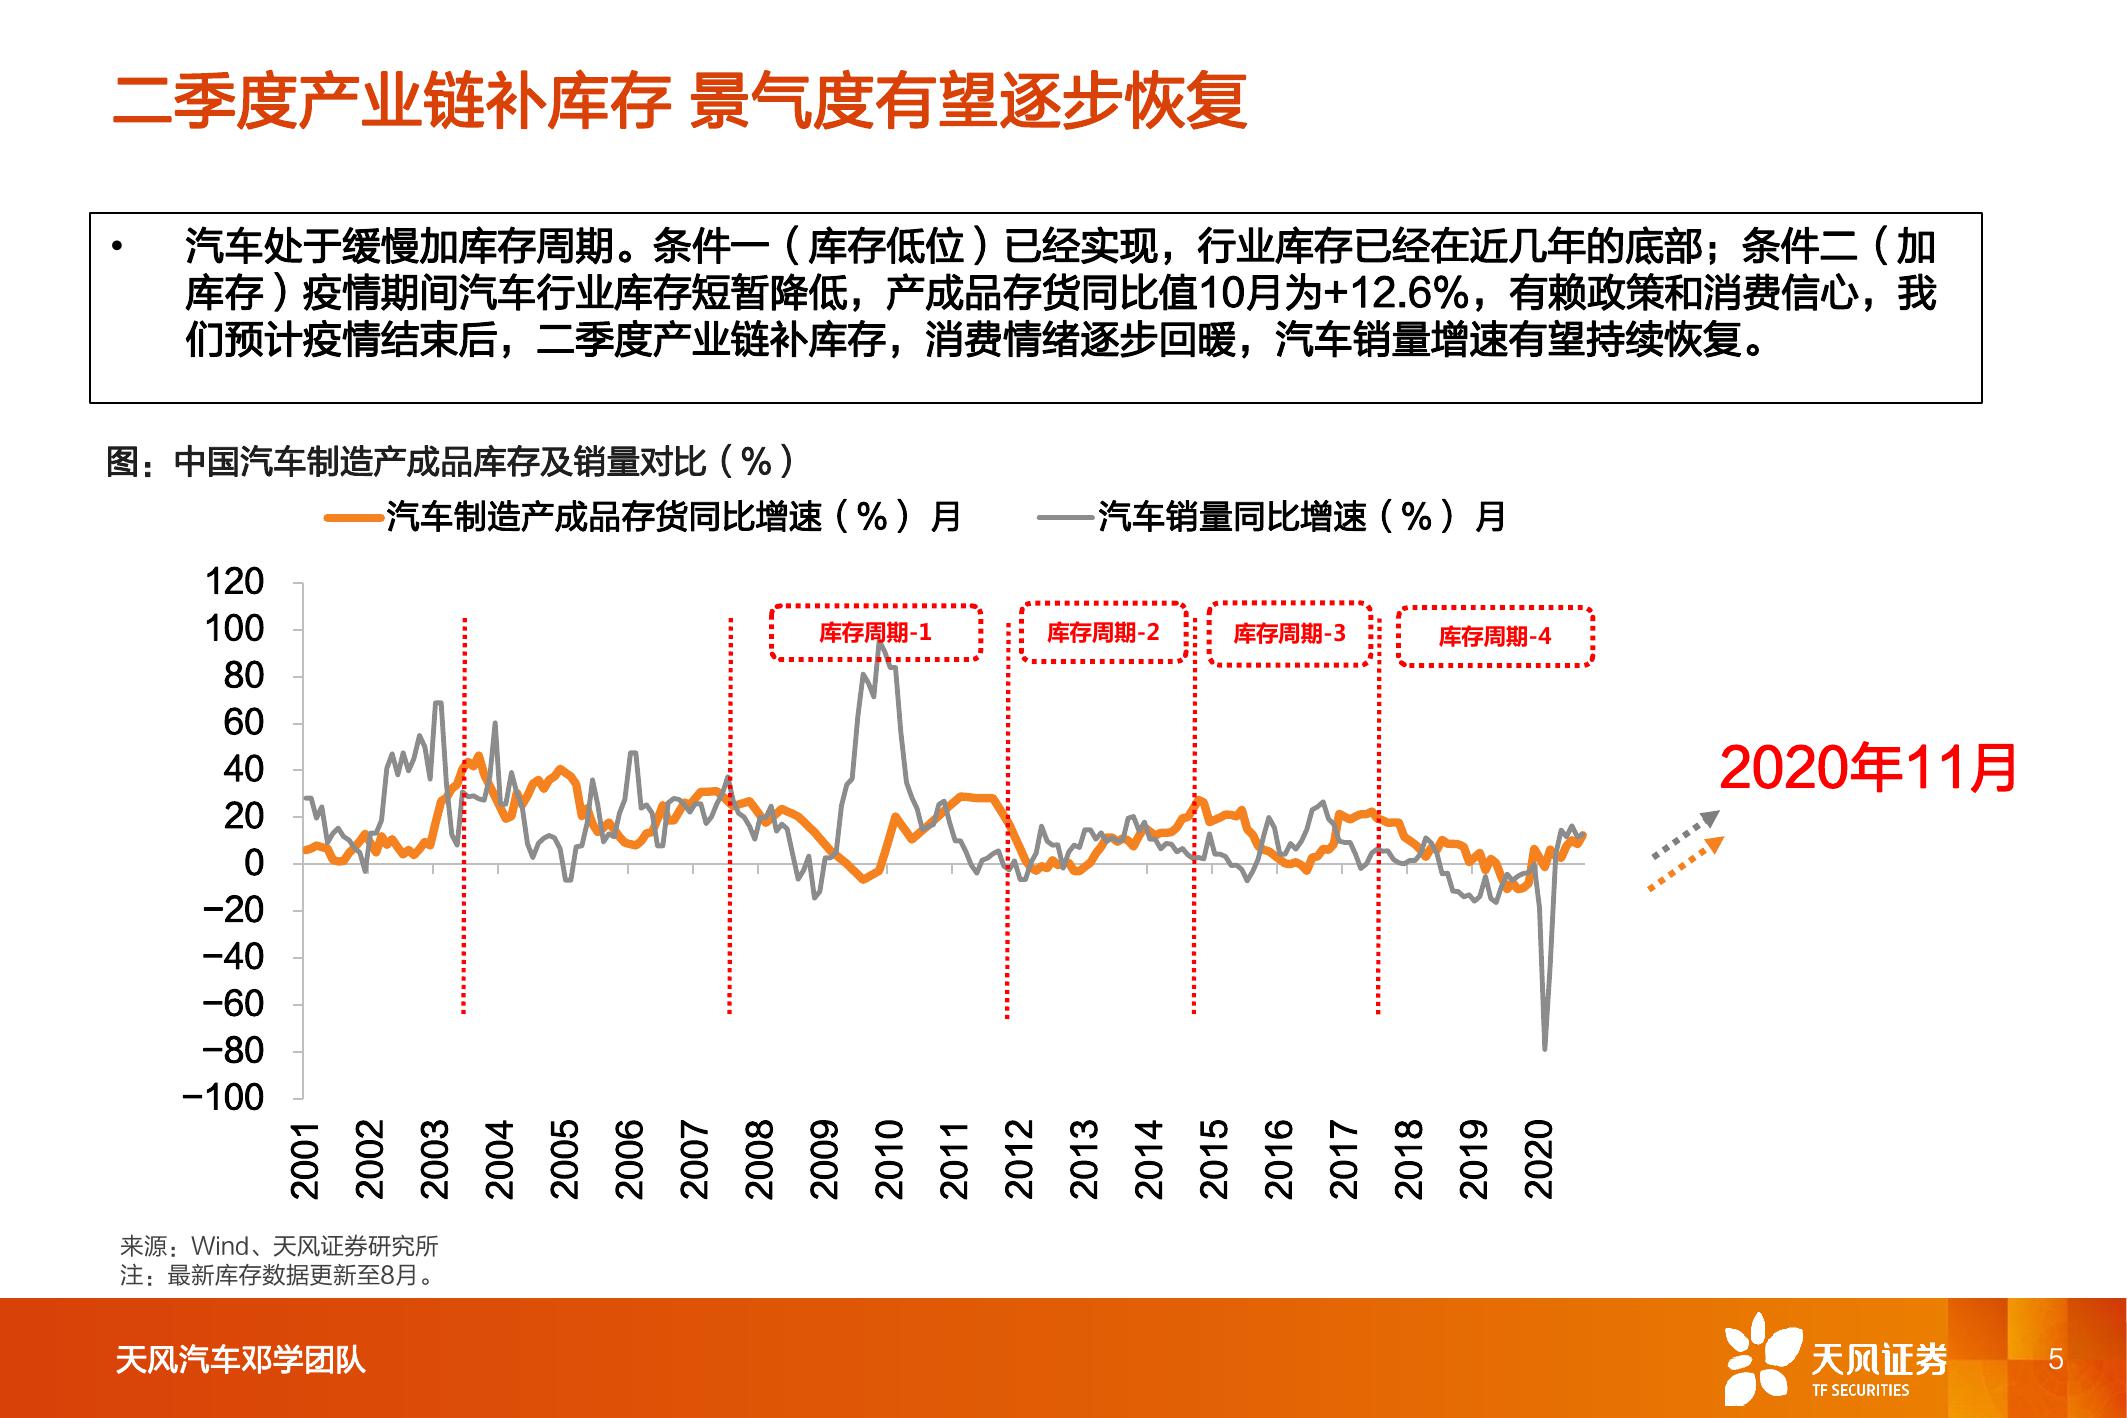 二季度产业链补库存 景气度有望逐步恢复
• 汽车处于缓慢加库存周期。条件一（库存低位）已经实现，行业库存已经在近几年的底部；条件二（加
库存）疫情期间汽车行业库存短暂降低，产成品存货同比值10月为+12.6%，有赖政策和消费信心，我
们预计疫情结束后，二季度产业链补库存，消费情绪逐步回暖，汽车销量增速有望持续恢复。
图：中国汽车制造产成品库存及销量对比（%）
汽车制造产成品存货同比增速（%）月 汽车销量同比增速（%）月
120
100
80
60
40
20
0
−20
−40
−60
−80
−100
库存周期-1 库存周期-2 库存周期-3 库存周期-4
2020年11月
2001 2002 2003 2004 2005 2006 2007 2008 2009 2010 2011 2012 2013 2014 2015 2016 2017 2018 2019 2020
来源：Wind、天风证券研究所
注：最新库存数据更新至8月。
天风汽车邓学团队
天风证券
TF SECURITIES
5